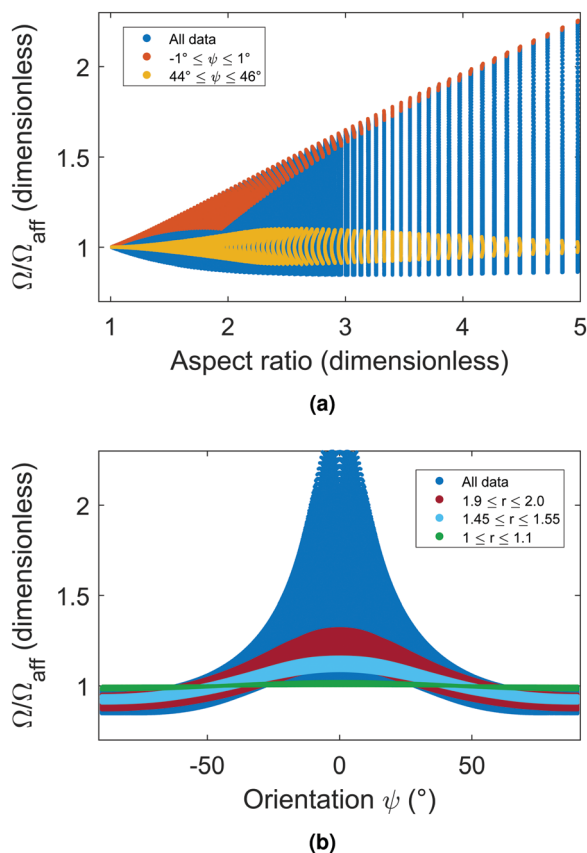 2
1.5
1
Ω/Ω_aff (dimensionless)
All data
-1° ≤ ψ ≤ 1°
44° ≤ ψ ≤ 46°
1 2 3 4 5
Aspect ratio (dimensionless)
(a)
2
1.5
1
Ω/Ω_aff (dimensionless)
All data
1.9 ≤ r ≤ 2.0
1.45 ≤ r ≤ 1.55
1 ≤ r ≤ 1.1
-50 0 50
Orientation ψ (°)
(b)